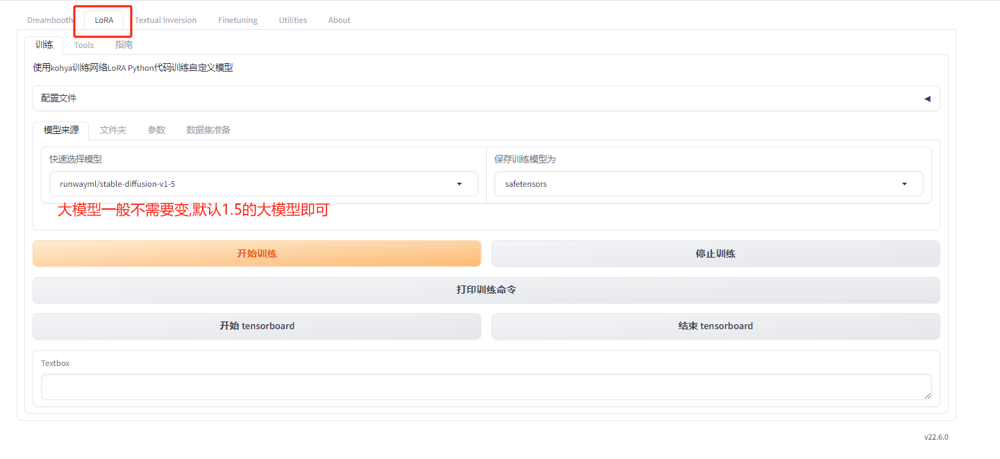 Dreambooth LoRA Textual Inversion Finetuning Utilities About
训练 Tools 指南
使用kohya训练网络LoRA Python代码训练自定义模型
配置文件
模型来源 文件夹 参数 数据集准备
快速选择模型 保存训练模型为
runwayml/stable-diffusion-v1-5 safetensors
大模型一般不需要变,默认1.5的大模型即可
开始训练 停止训练
打印训练命令
开始 tensorboard 结束 tensorboard
Textbox
v22.6.0